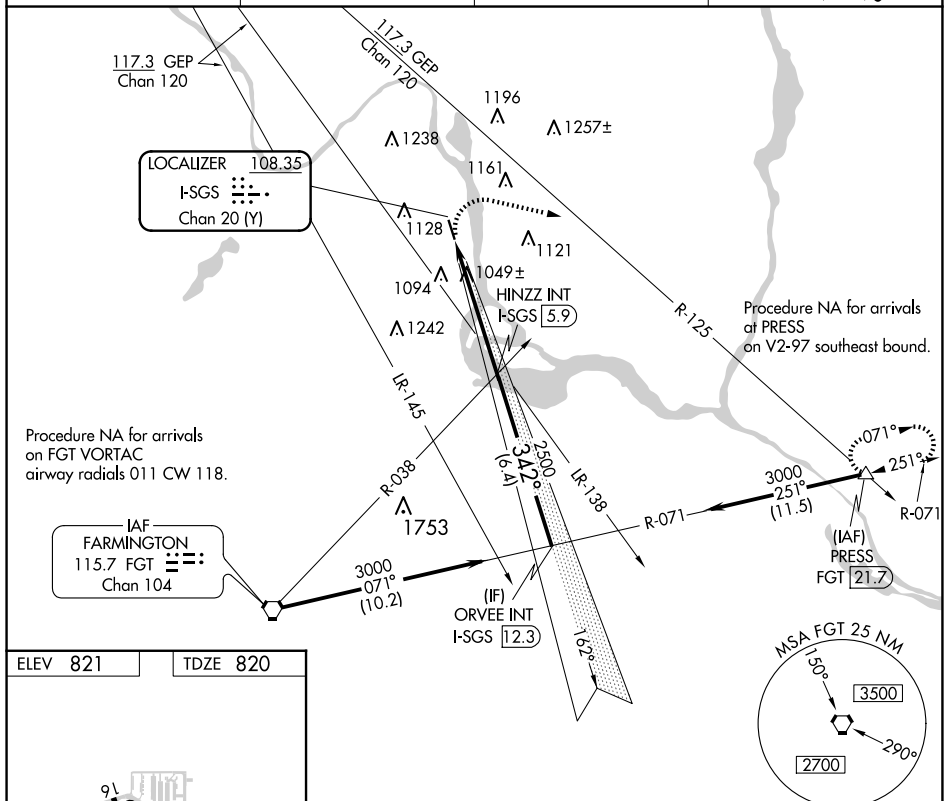 117.3 GEP
Chan 120
117.3 GEP
Chan 120
1196
1257±
1238
LOCALIZER 108.35
I-SGS
Chan 20 (Y)
1161
1128
1121
1094
1049±
HINZZ INT
I-SGS 5.9
1242
R-125
Procedure NA for arrivals
at PRESS
on V2-97 southeast bound.
LR-145
Procedure NA for arrivals
on FGT VORTAC
airway radials 011 CW 118.
R-038
342°
(6.4)
2500
LR-138
071°
251°
R-071
3000
251°
(11.5)
R-071
1753
IAF
FARMINGTON
115.7 FGT
Chan 104
3000
071°
(10.2)
(IF)
ORVEE INT
I-SGS 12.3
(IAF)
PRESS
FGT 21.7
162°
MSA FGT 25 NM
150°
3500
290°
2700
ELEV 821
TDZE 820
16